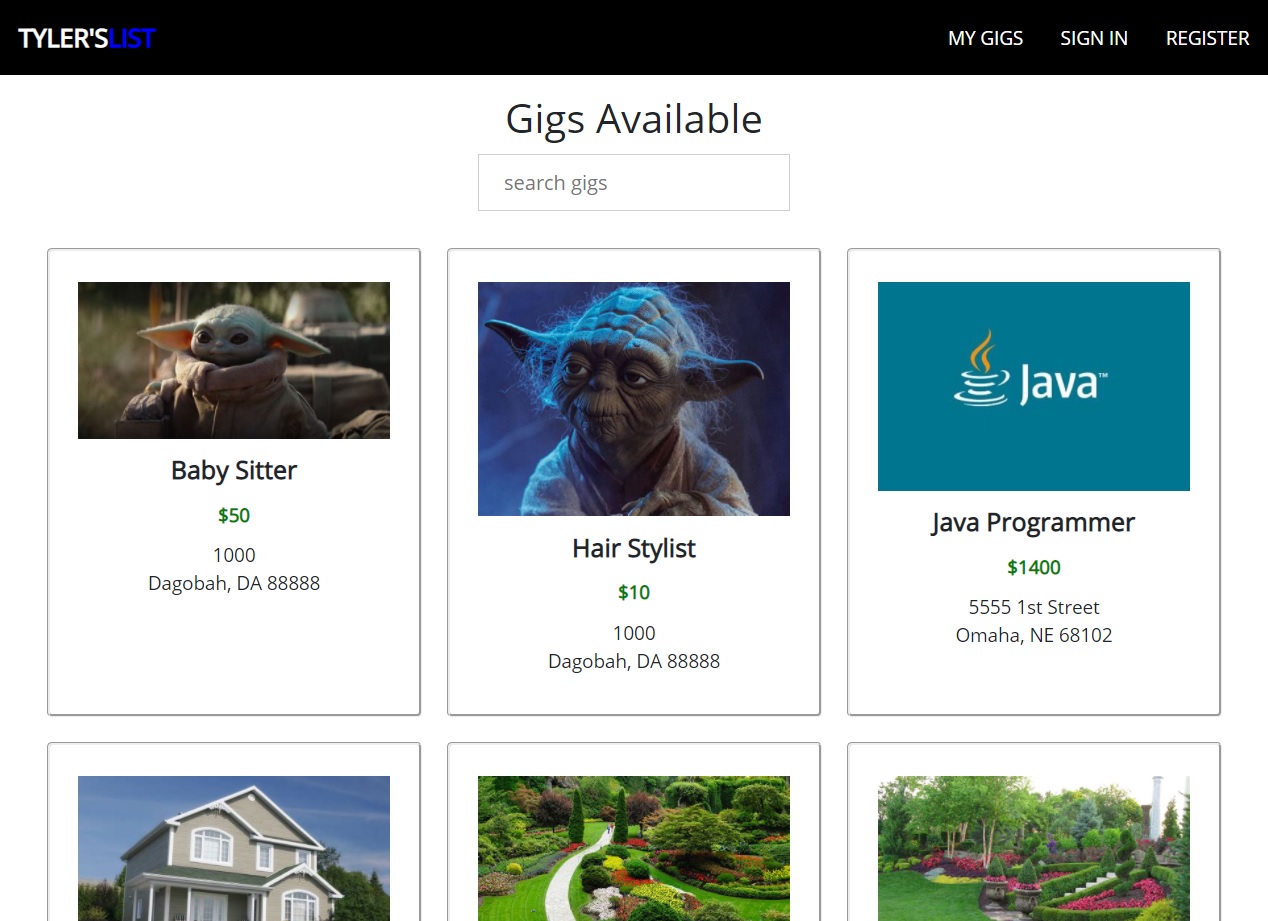 TYLER'SLIST
MY GIGS
SIGN IN
REGISTER
Gigs Available
search gigs
Baby Sitter
$50
1000
Dagobah, DA 88888
Hair Stylist
$10
1000
Dagobah, DA 88888
Java™
Java Programmer
$1400
5555 1st Street
Omaha, NE 68102